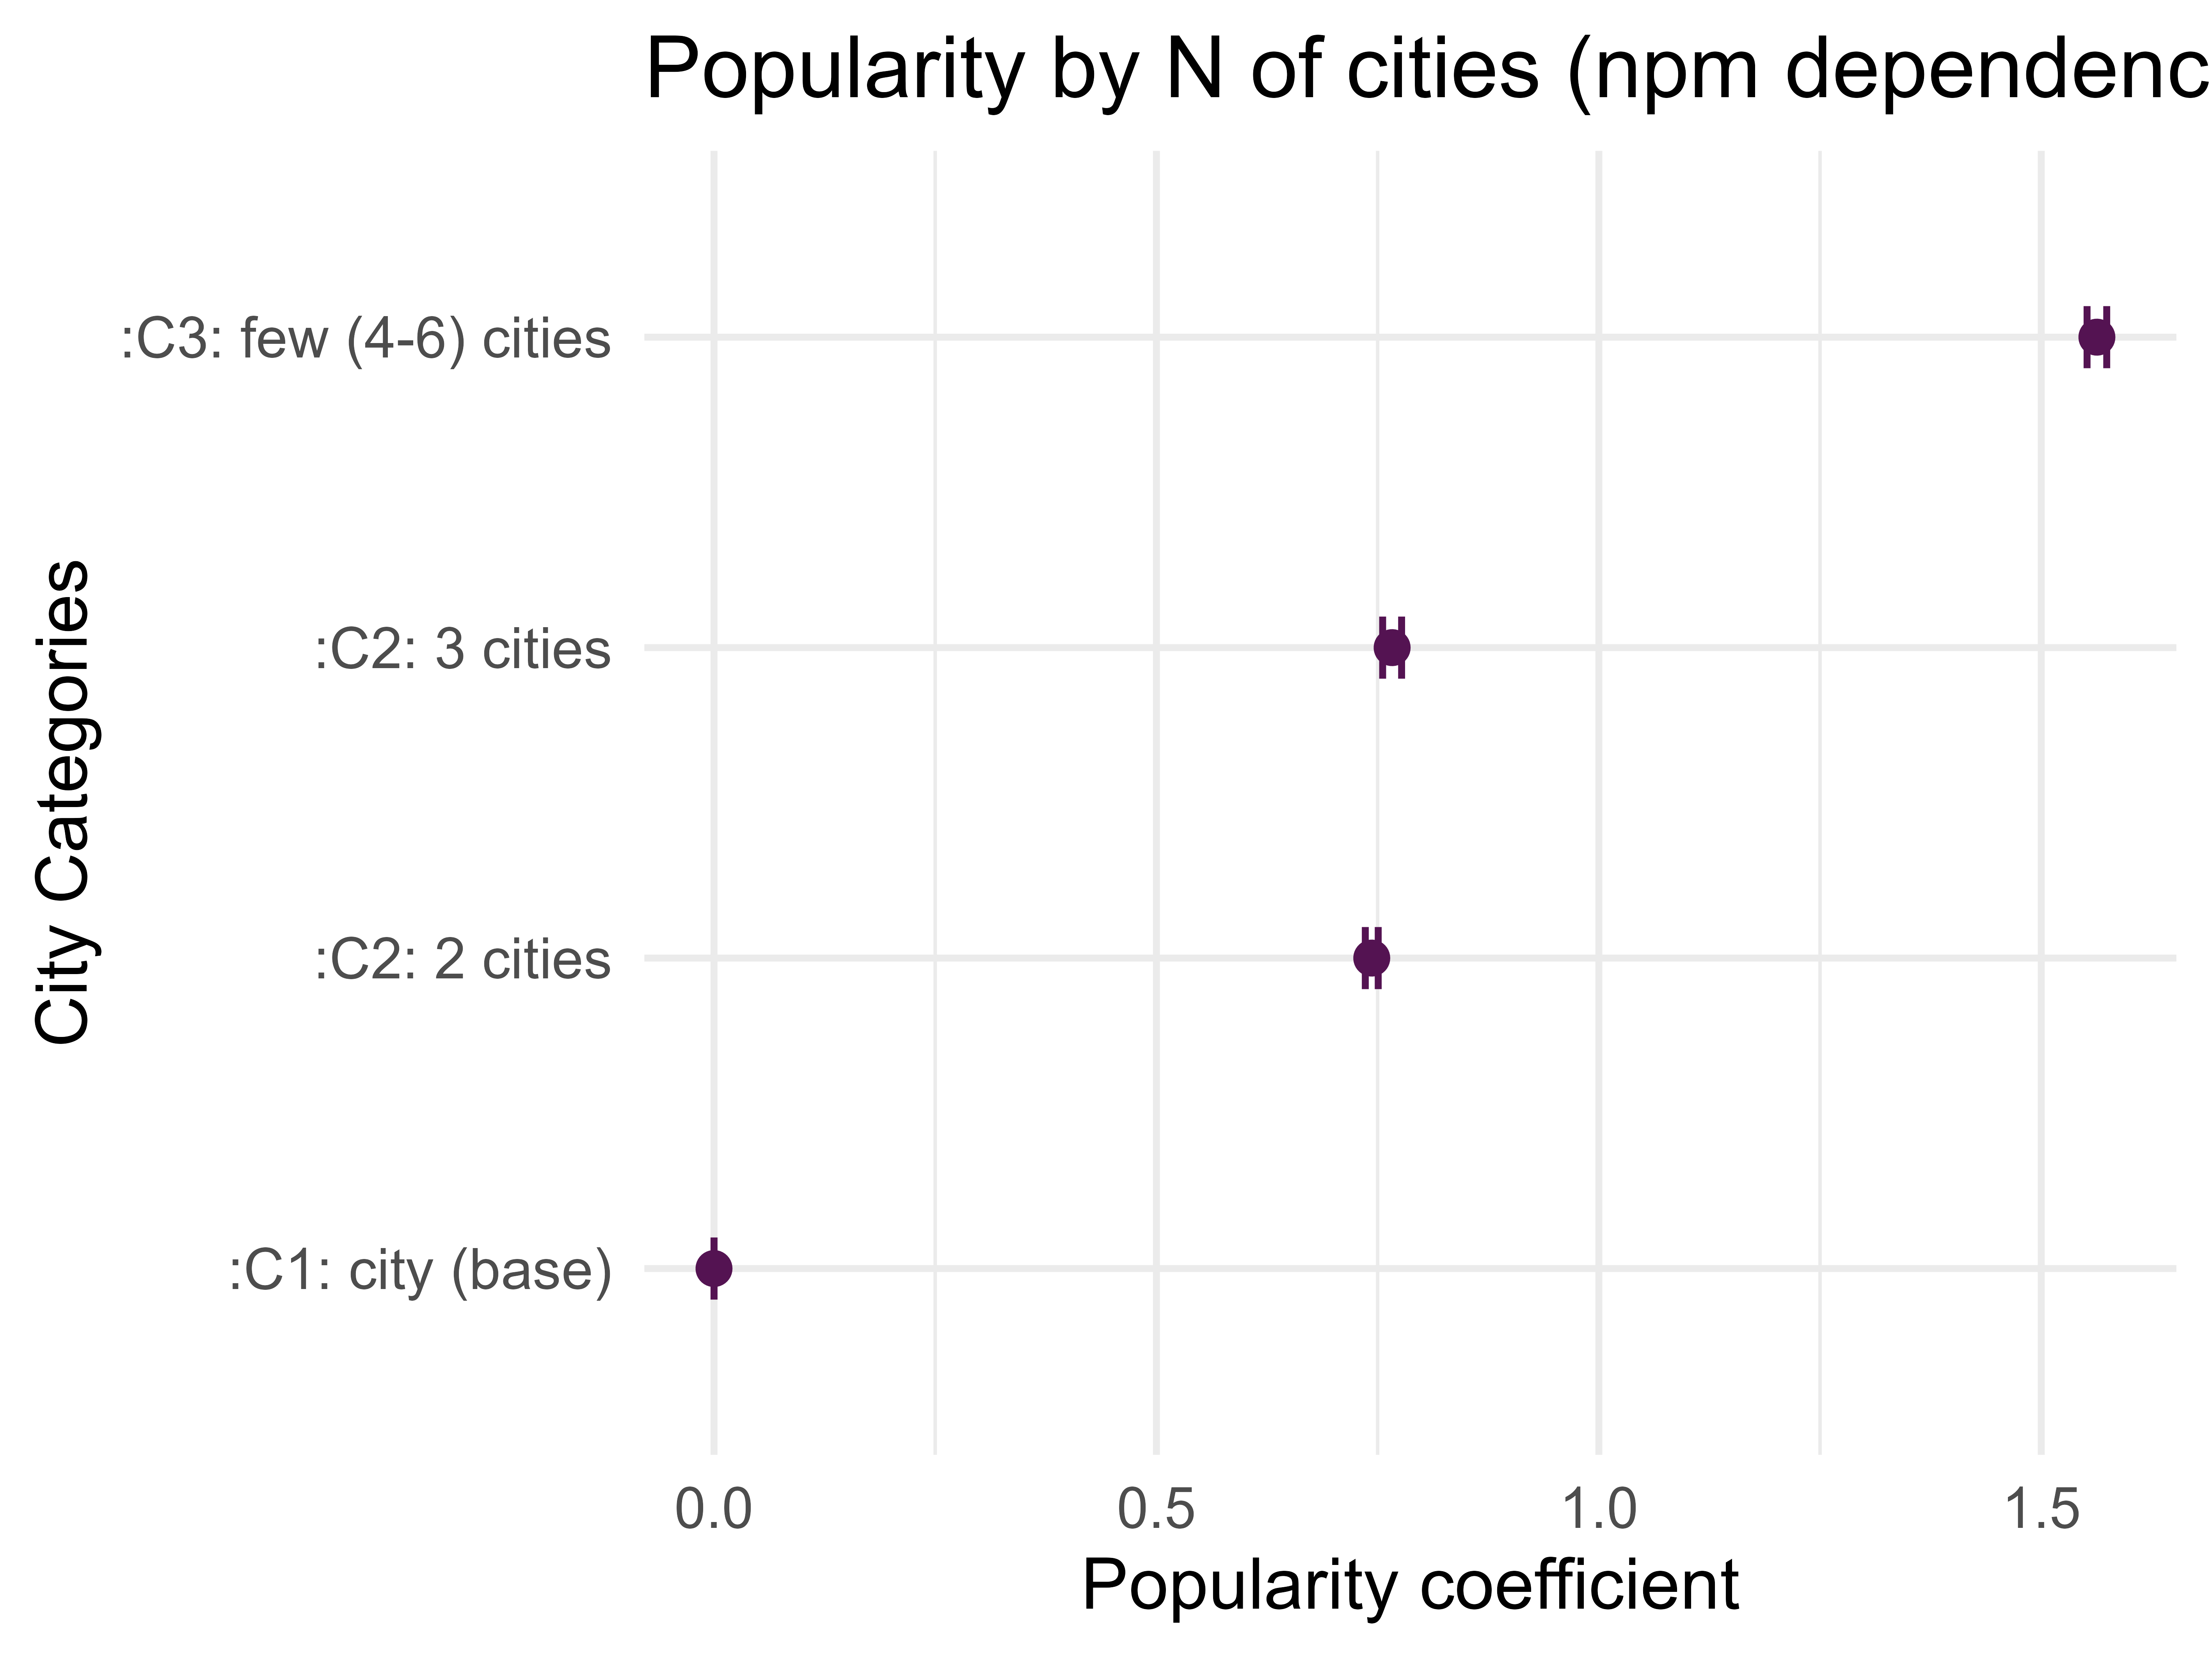 Popularity by N of cities (npm dependenc
:C3: few (4-6) cities
:C2: 3 cities
:C2: 2 cities
:C1: city (base)
City Categories
0.0 0.5 1.0 1.5
Popularity coefficient